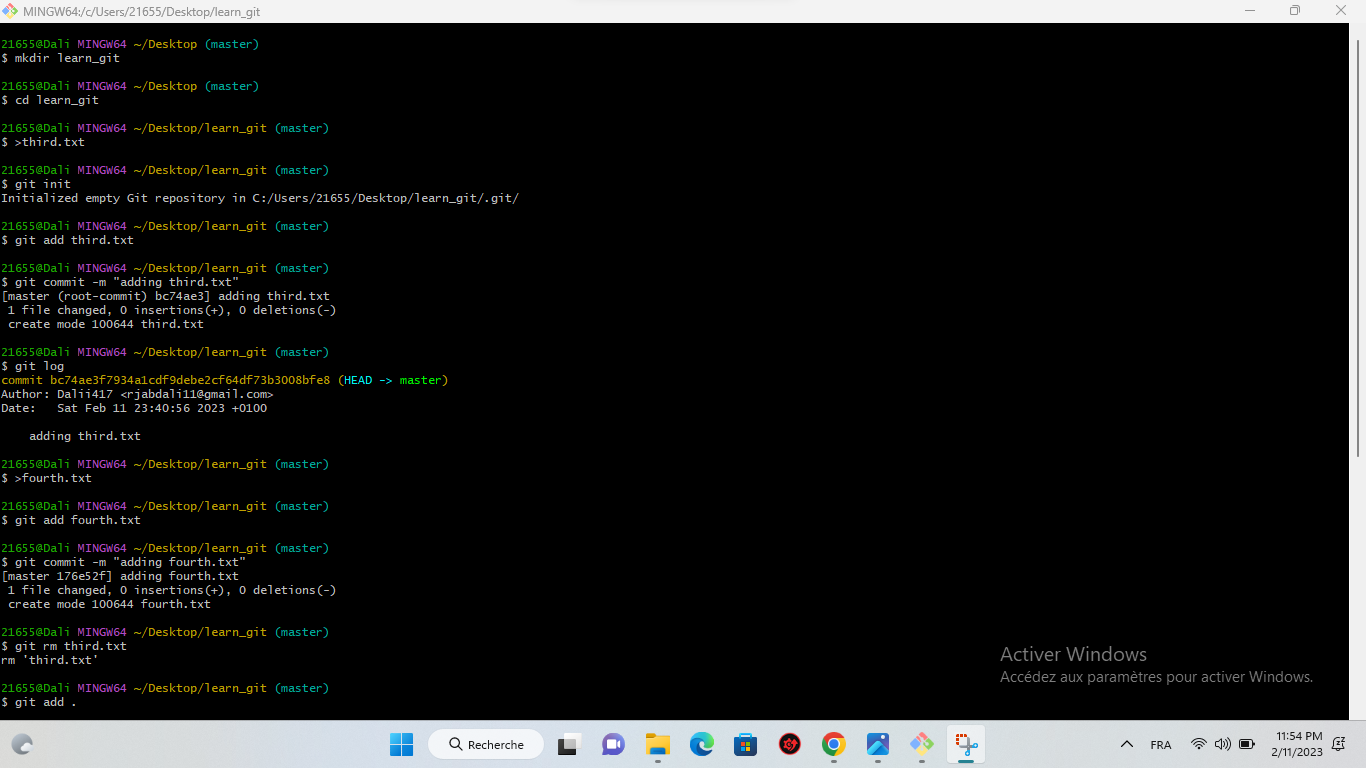 MINGW64:/c/Users/21655/Desktop/learn_git
21655@Dali MINGW64 ~/Desktop (master)
$ mkdir learn_git
21655@Dali MINGW64 ~/Desktop (master)
$ cd learn_git
21655@Dali MINGW64 ~/Desktop/learn_git (master)
$ >third.txt
21655@Dali MINGW64 ~/Desktop/learn_git (master)
$ git init
Initialized empty Git repository in C:/Users/21655/Desktop/learn_git/.git/
21655@Dali MINGW64 ~/Desktop/learn_git (master)
$ git add third.txt
21655@Dali MINGW64 ~/Desktop/learn_git (master)
$ git commit -m "adding third.txt"
[master (root-commit) bc74ae3] adding third.txt
 1 file changed, 0 insertions(+), 0 deletions(-)
 create mode 100644 third.txt
21655@Dali MINGW64 ~/Desktop/learn_git (master)
$ git log
commit bc74ae3f7934a1cdf9debe2cf64df73b3008bfe8 (HEAD -> master)
Author: Dalii417 <rjabdali11@gmail.com>
Date:   Sat Feb 11 23:40:56 2023 +0100
    adding third.txt
21655@Dali MINGW64 ~/Desktop/learn_git (master)
$ >fourth.txt
21655@Dali MINGW64 ~/Desktop/learn_git (master)
$ git add fourth.txt
21655@Dali MINGW64 ~/Desktop/learn_git (master)
$ git commit -m "adding fourth.txt"
[master 176e52f] adding fourth.txt
 1 file changed, 0 insertions(+), 0 deletions(-)
 create mode 100644 fourth.txt
21655@Dali MINGW64 ~/Desktop/learn_git (master)
$ git rm third.txt
rm 'third.txt'
21655@Dali MINGW64 ~/Desktop/learn_git (master)
$ git add .
Activer Windows
Accédez aux paramètres pour activer Windows.
Recherche
FRA
11:54 PM
2/11/2023